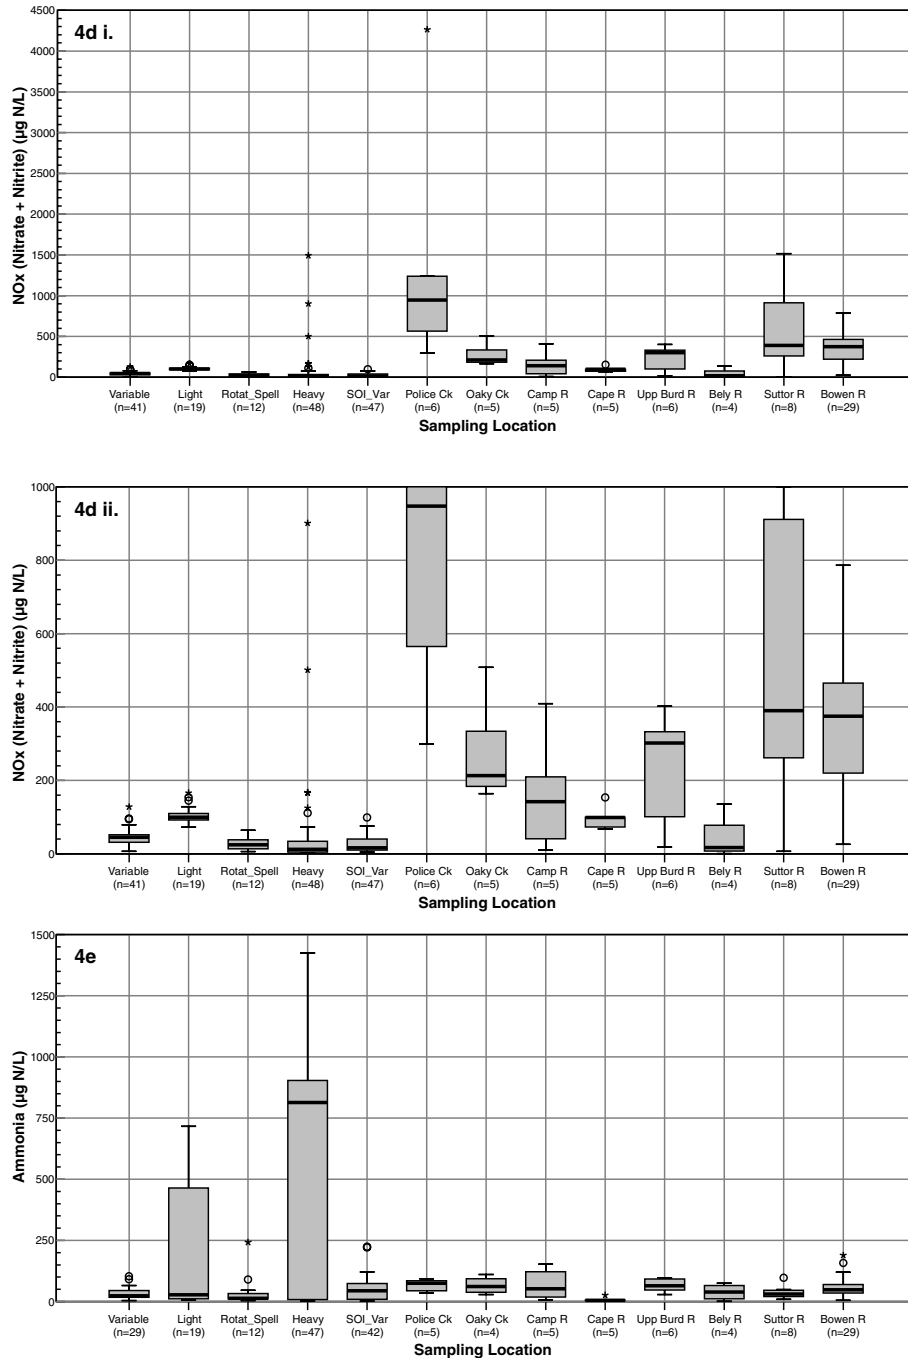 4d i.
NOx (Nitrate + Nitrite) (µg N/L)
4500
4000
3500
3000
2500
2000
1500
1000
500
0
Variable Light Rotat_Spell Heavy SOI_Var Police Ck Oaky Ck Camp R Cape R Upp Burd R Bely R Suttor R Bowen R
(n=41) (n=19) (n=12) (n=48) (n=47) (n=6) (n=5) (n=5) (n=5) (n=6) (n=4) (n=8) (n=29)
Sampling Location
4d ii.
NOx (Nitrate + Nitrite) (µg N/L)
1000
800
600
400
200
0
Variable Light Rotat_Spell Heavy SOI_Var Police Ck Oaky Ck Camp R Cape R Upp Burd R Bely R Suttor R Bowen R
(n=41) (n=19) (n=12) (n=48) (n=47) (n=6) (n=5) (n=5) (n=5) (n=6) (n=4) (n=8) (n=29)
Sampling Location
4e
Ammonia (µg N/L)
1500
1250
1000
750
500
250
0
Variable Light Rotat_Spell Heavy SOI_Var Police Ck Oaky Ck Camp R Cape R Upp Burd R Bely R Suttor R Bowen R
(n=29) (n=19) (n=12) (n=47) (n=42) (n=5) (n=4) (n=5) (n=5) (n=6) (n=4) (n=8) (n=29)
Sampling Location